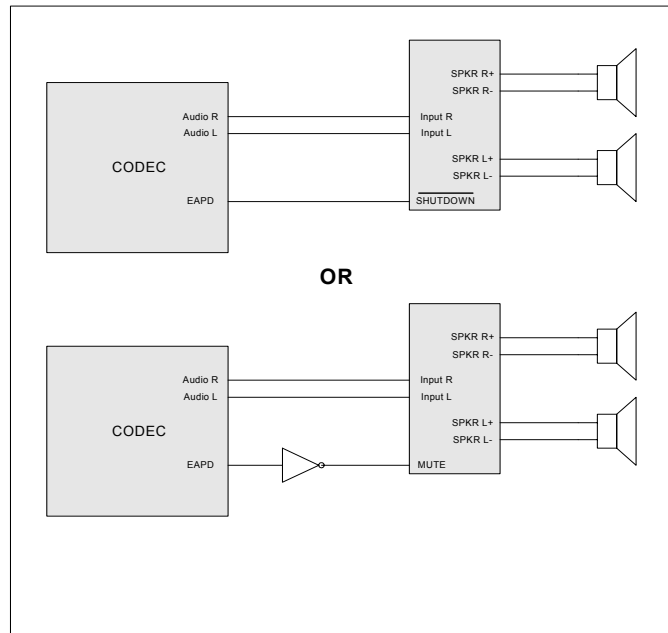 SPKR R+
SPKR R-
Audio R
Input R
Audio L
Input L
CODEC
SPKR L+
SPKR L-
EAPD
SHUTDOWN
OR
SPKR R+
SPKR R-
Audio R
Input R
Audio L
Input L
CODEC
SPKR L+
SPKR L-
EAPD
MUTE